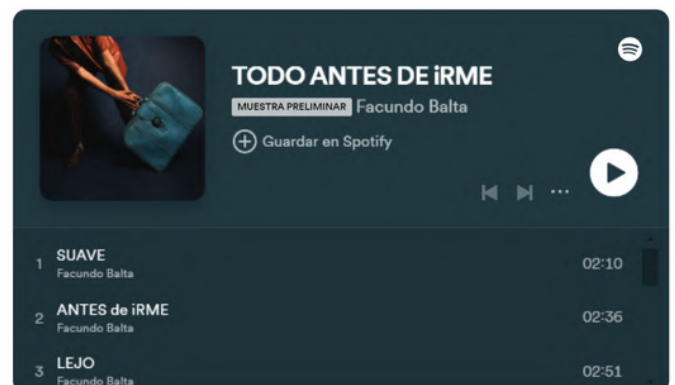 TODO ANTES DE iRME
MUESTRA PRELIMINAR Facundo Balta
Guardar en Spotify
1 SUAVE 02:10
Facundo Balta
2 ANTES de iRME 02:36
Facundo Balta
3 LEJO 02:51
Facundo Balta